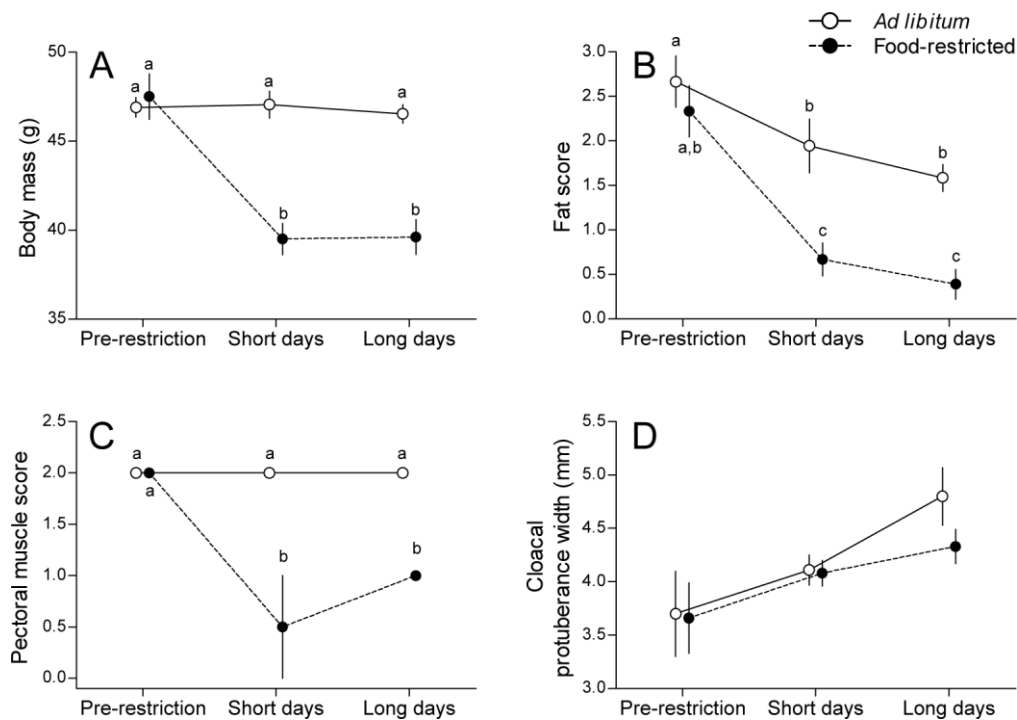 Ad libitum
Food-restricted
A
50
45
40
35
Body mass (g)
a
a
a
a
b
b
Pre-restriction Short days Long days
B
3.0
2.5
2.0
1.5
1.0
0.5
0.0
Fat score
a
a,b
b
b
c
c
Pre-restriction Short days Long days
C
2.5
2.0
1.5
1.0
0.5
0.0
Pectoral muscle score
a
a
a
a
b
b
Pre-restriction Short days Long days
D
5.5
5.0
4.5
4.0
3.5
3.0
Cloacal
protuberance width (mm)
Pre-restriction Short days Long days